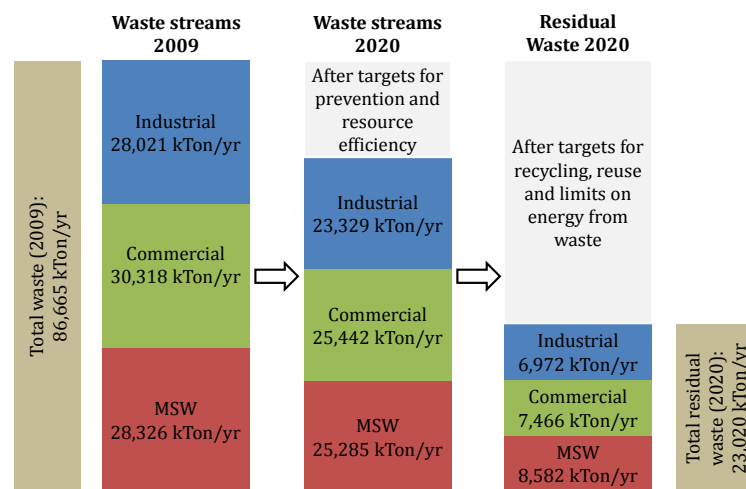 Waste streams
2009
Waste streams
2020
Residual
Waste 2020
Total waste (2009):
86,665 kTon/yr
Industrial
28,021 kTon/yr
Commercial
30,318 kTon/yr
MSW
28,326 kTon/yr
After targets for
prevention and
resource
efficiency
Industrial
23,329 kTon/yr
Commercial
25,442 kTon/yr
MSW
25,285 kTon/yr
After targets for
recycling, reuse
and limits on
energy from
waste
Industrial
6,972 kTon/yr
Commercial
7,466 kTon/yr
MSW
8,582 kTon/yr
Total residual
waste (2020):
23,020 kTon/yr